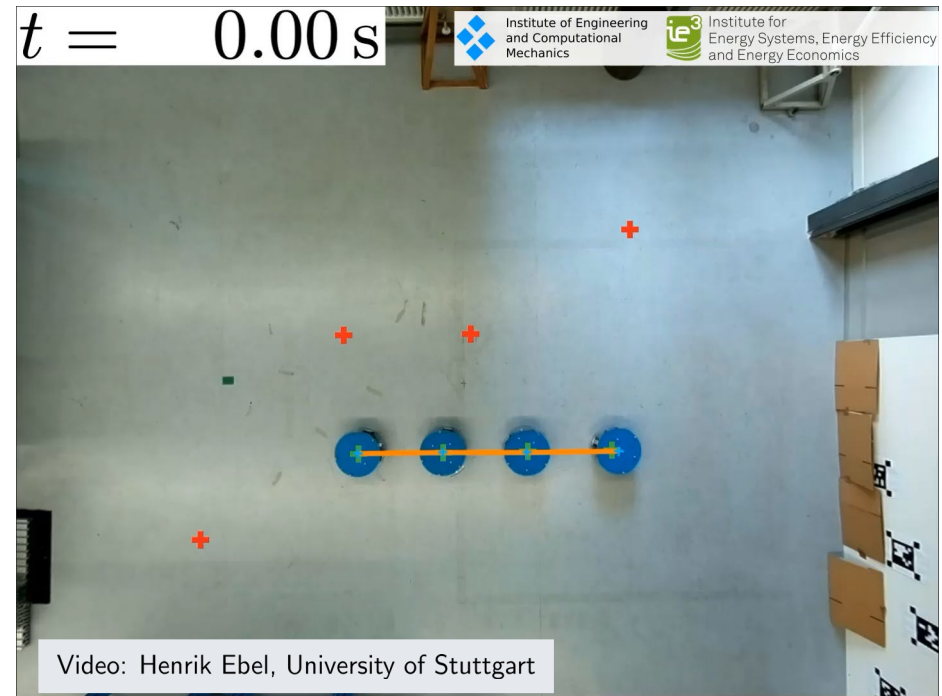 t = 0.00 s
Institute of Engineering
and Computational
Mechanics
ie3
Institute for
Energy Systems, Energy Efficiency
and Energy Economics
Video: Henrik Ebel, University of Stuttgart